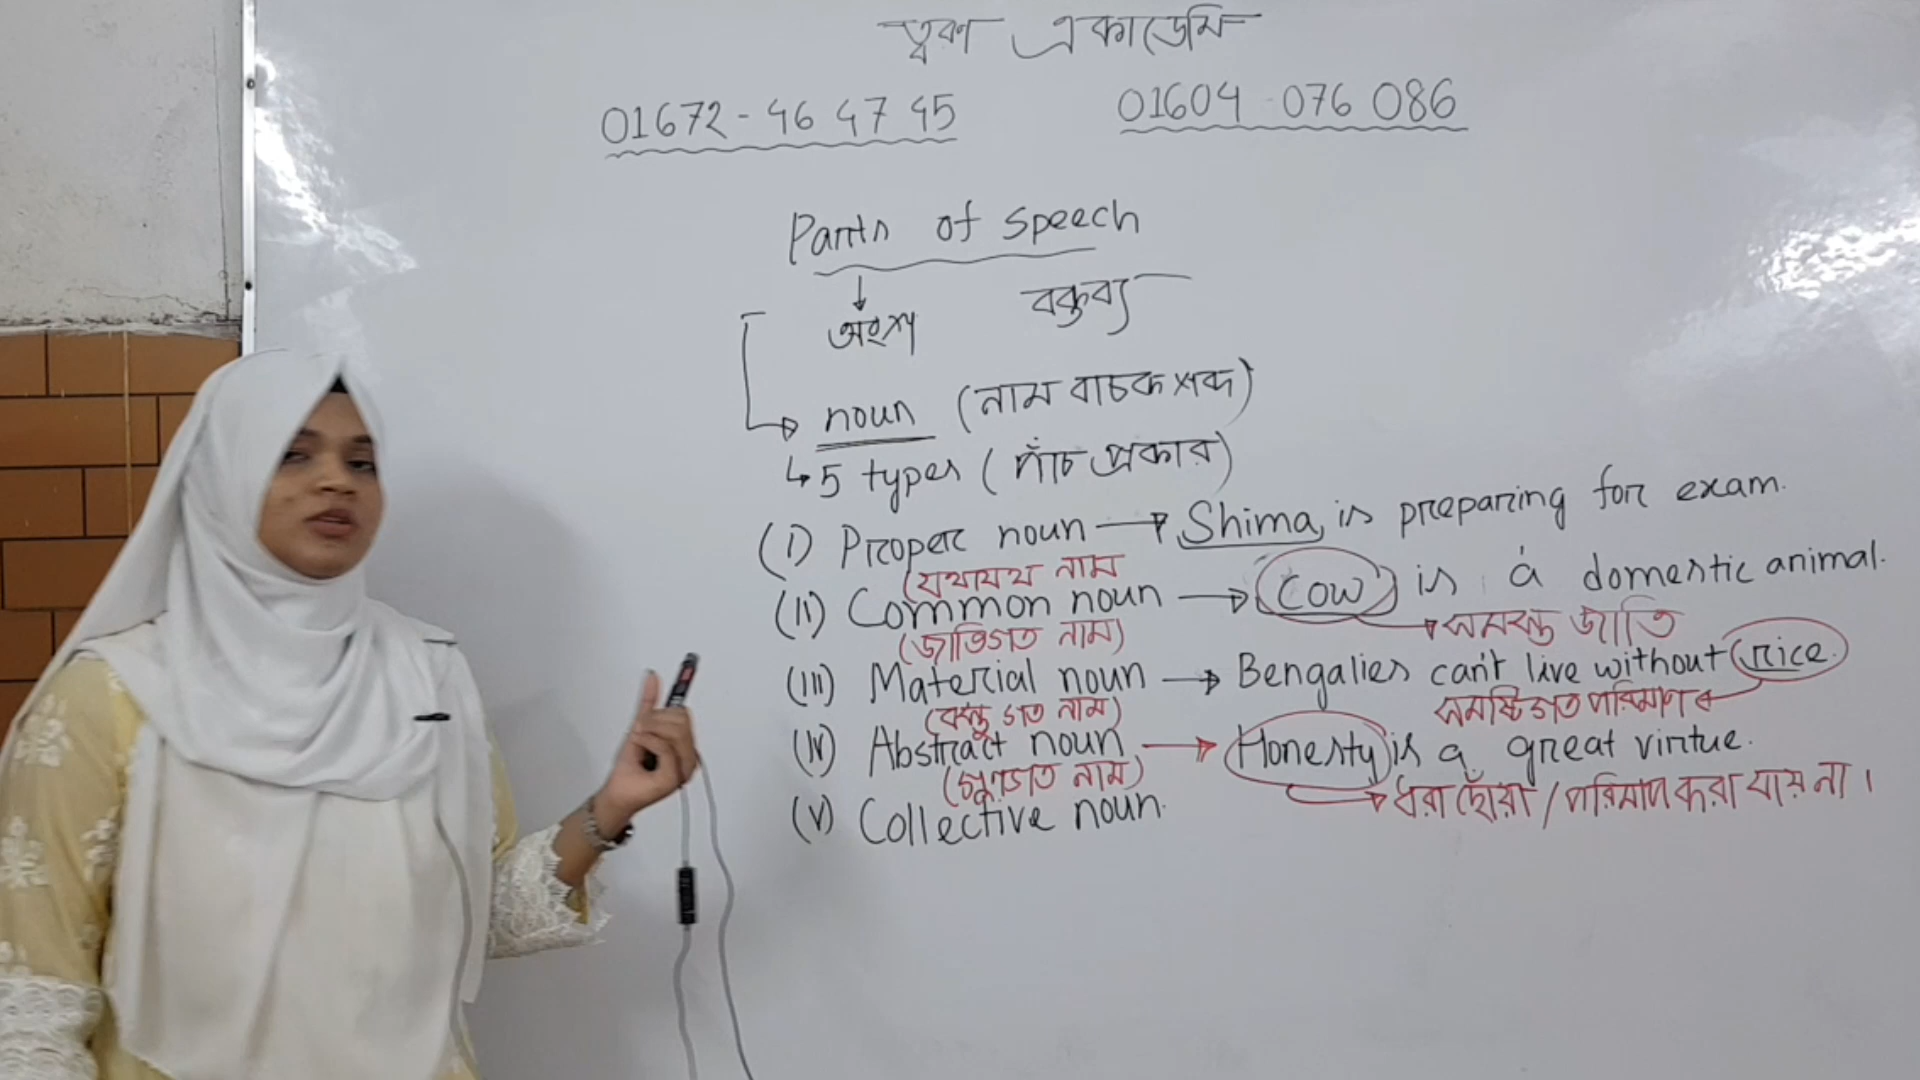 ত্বকা একাডেমি
01672-46 47 45
01604-076 086
Parts of speech
অংশ বক্তব্য
noun (নাম বাচক শব্দ)
5 types (পাঁচ প্রকার)
(I) Proper noun → Shima, is preparing for exam.
(যথাযথ নাম
(II) Common noun → Cow is a domestic animal.
(জাতিগত নাম) → সমস্ত জাতি
(III) Material noun → Bengalies can't live without rice.
(বস্তু গত নাম) সমষ্টিগত পরিমাণ
(IV) Abstract noun → Honesty is a great virtue.
(গুণগত নাম) → ধরা ছোঁয়া / পরিমাপ করা যায় না।
(V) Collective noun.